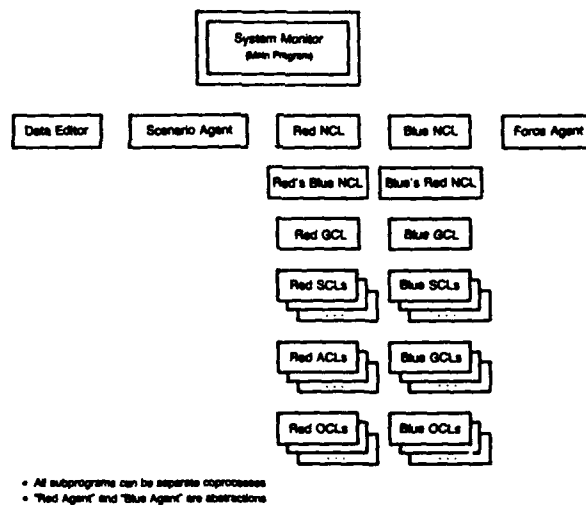 System Monitor
(Main Program)
Data Editor
Scenario Agent
Red NCL
Blue NCL
Force Agent
Red's Blue NCL
Blue's Red NCL
Red GCL
Blue GCL
Red SCLs
Blue SCLs
Red ACLs
Blue GCLs
Red OCLs
Blue OCLs
• All subprograms can be separate coprocesses
• "Red Agent" and "Blue Agent" are abstractions